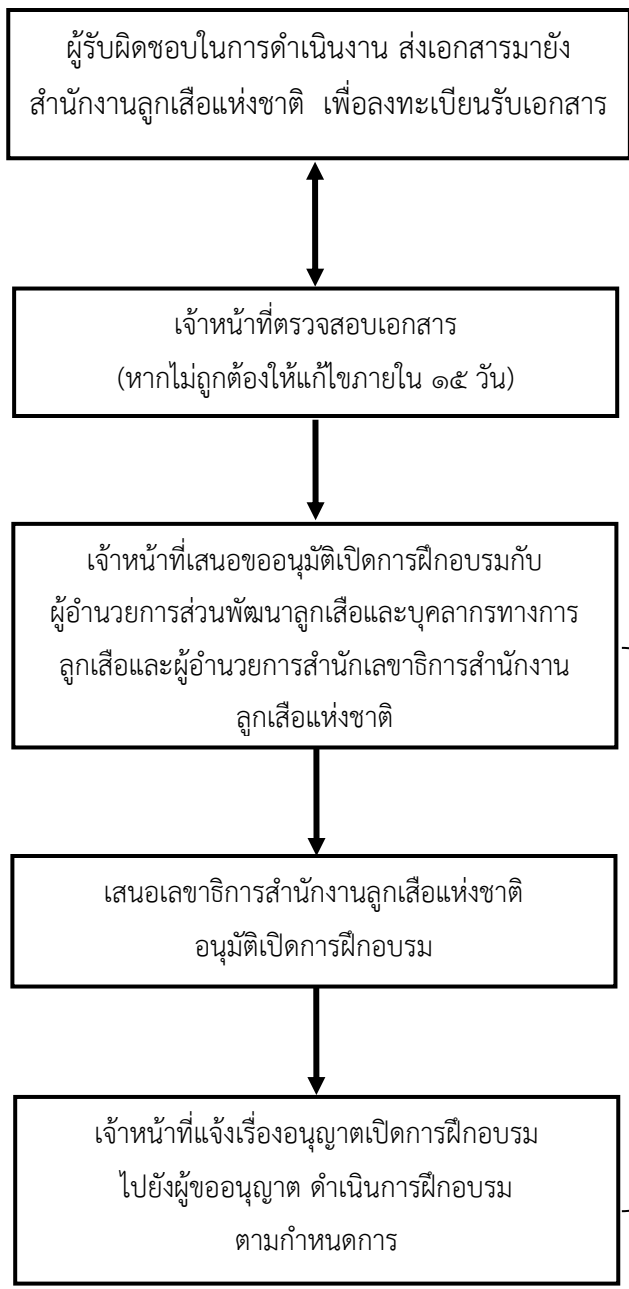 ผู้รับผิดชอบในการดำเนินงาน ส่งเอกสารมายัง
สำนักงานลูกเสือแห่งชาติ เพื่อลงทะเบียนรับเอกสาร
เจ้าหน้าที่ตรวจสอบเอกสาร
(หากไม่ถูกต้องให้แก้ไขภายใน ๑๕ วัน)
เจ้าหน้าที่เสนอขออนุมัติเปิดการฝึกอบรมกับ
ผู้อำนวยการส่วนพัฒนาลูกเสือและบุคลากรทางการ
ลูกเสือและผู้อำนวยการสำนักเลขาธิการสำนักงาน
ลูกเสือแห่งชาติ
เสนอเลขาธิการสำนักงานลูกเสือแห่งชาติ
อนุมัติเปิดการฝึกอบรม
เจ้าหน้าที่แจ้งเรื่องอนุญาตเปิดการฝึกอบรม
ไปยังผู้ขออนุญาต ดำเนินการฝึกอบรม
ตามกำหนดการ